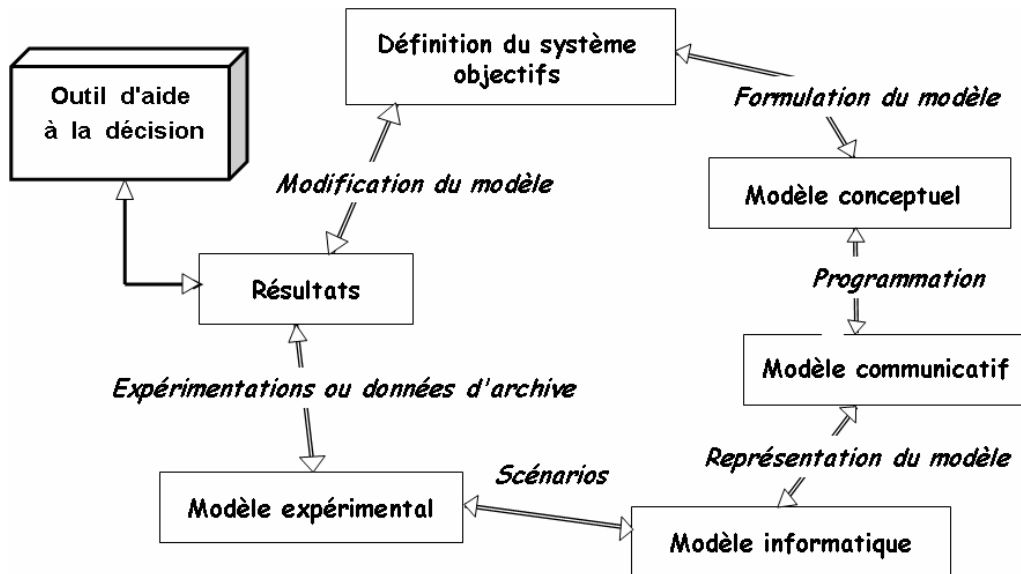 Définition du système
objectifs
Outil d'aide
à la décision
Formulation du modèle
Modification du modèle
Modèle conceptuel
Résultats
Programmation
Modèle communicatif
Expérimentations ou données d'archive
Représentation du modèle
Scénarios
Modèle expérimental
Modèle informatique